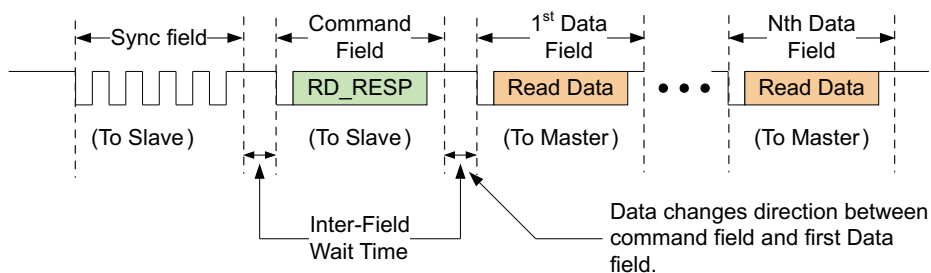 Sync field
Command
Field
1st Data
Field
Nth Data
Field
RD_RESP
Read Data
Read Data
(To Slave)
(To Slave)
(To Master)
(To Master)
Inter-Field
Wait Time
Data changes direction between
command field and first Data
field.